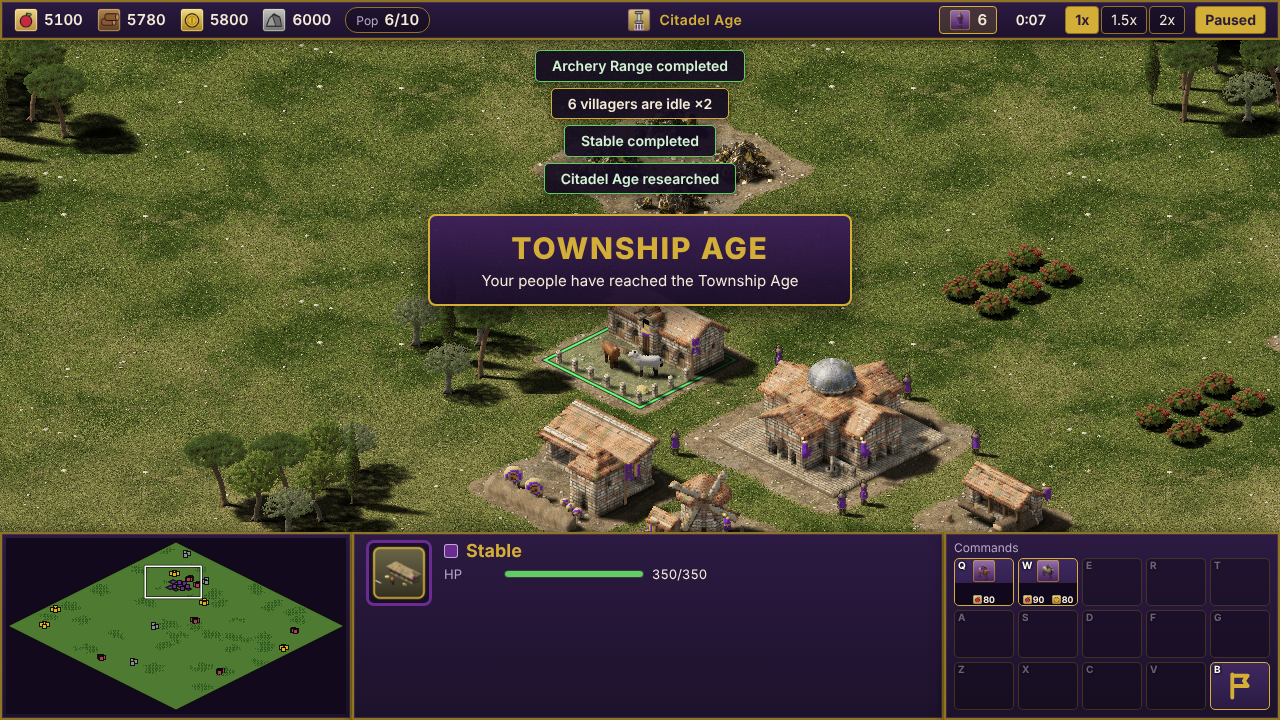 5100 5780 5800 6000 Pop 6/10 Citadel Age 6 0:07 1x 1.5x 2x Paused
Archery Range completed
6 villagers are idle ×2
Stable completed
Citadel Age researched
TOWNSHIP AGE
Your people have reached the Township Age
Stable
HP 350/350
Commands
Q W E R T
80 90 80
A S D F G
Z X C V B